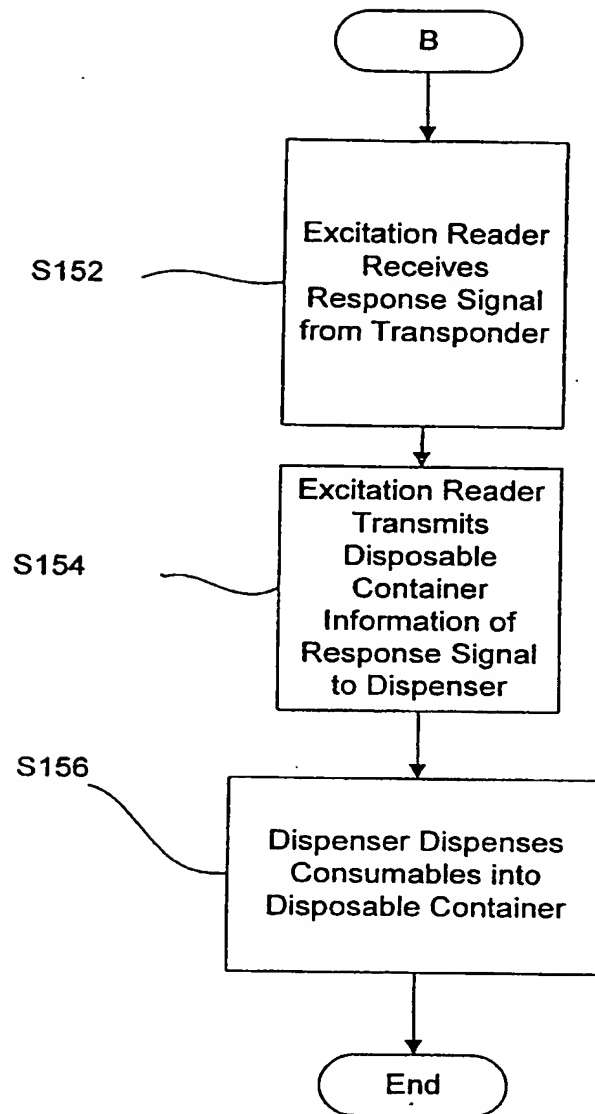 B
S152
Excitation Reader
Receives
Response Signal
from Transponder
S154
Excitation Reader
Transmits
Disposable
Container
Information of
Response Signal
to Dispenser
S156
Dispenser Dispenses
Consumables into
Disposable Container
End